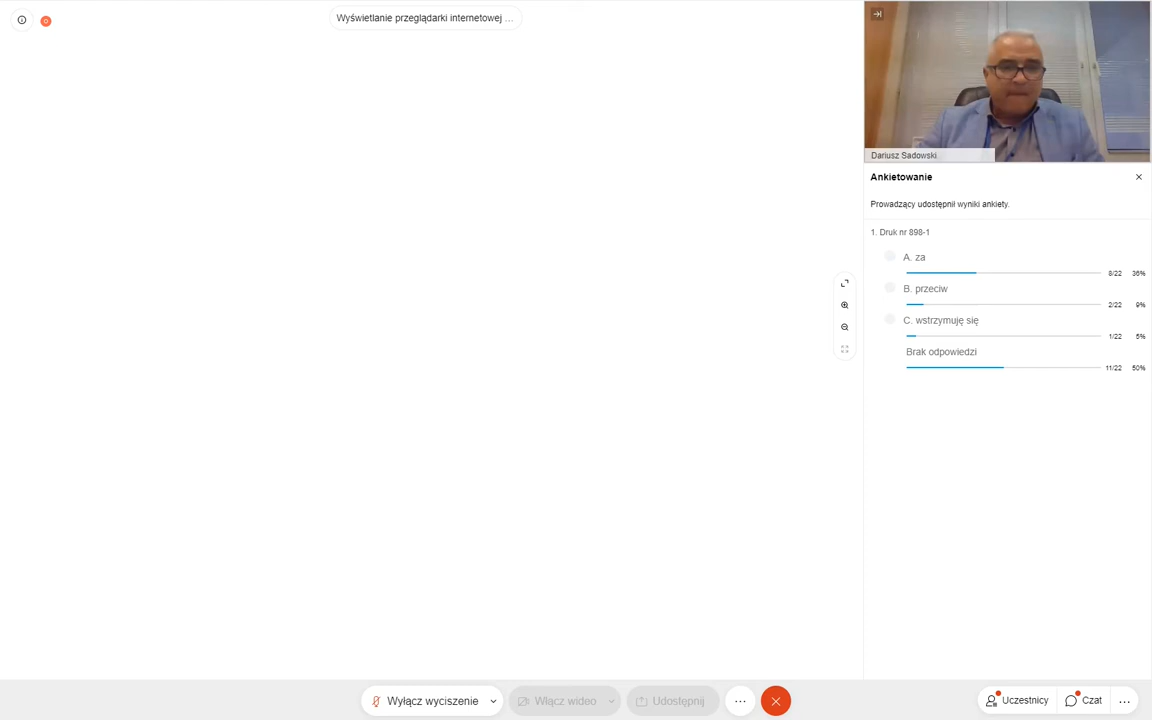 Wyświetlanie przeglądarki internetowej ...
Dariusz Sadowski
Ankietowanie
Prowadzący udostępnił wyniki ankiety.
1. Druk nr 898-1
A. za
8/22 36%
B. przeciw
2/22 9%
C. wstrzymuję się
1/22 5%
Brak odpowiedzi
11/22 50%
Wyłącz wyciszenie
Włącz wideo
Udostępnij
Uczestnicy
Czat